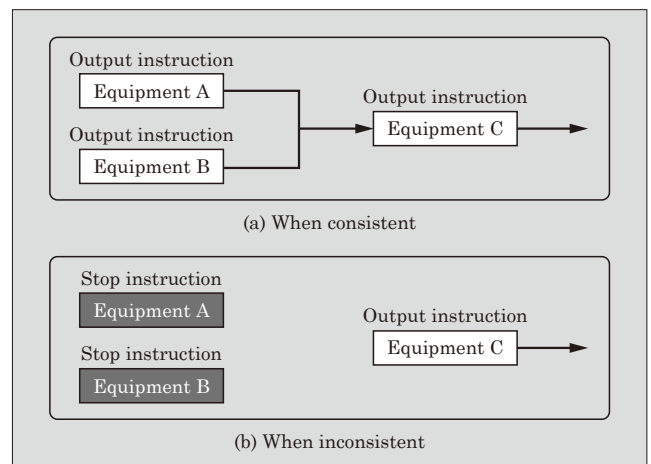 Output instruction
Equipment A
Output instruction
Equipment B
Output instruction
Equipment C
(a) When consistent
Stop instruction
Equipment A
Stop instruction
Equipment B
Output instruction
Equipment C
(b) When inconsistent